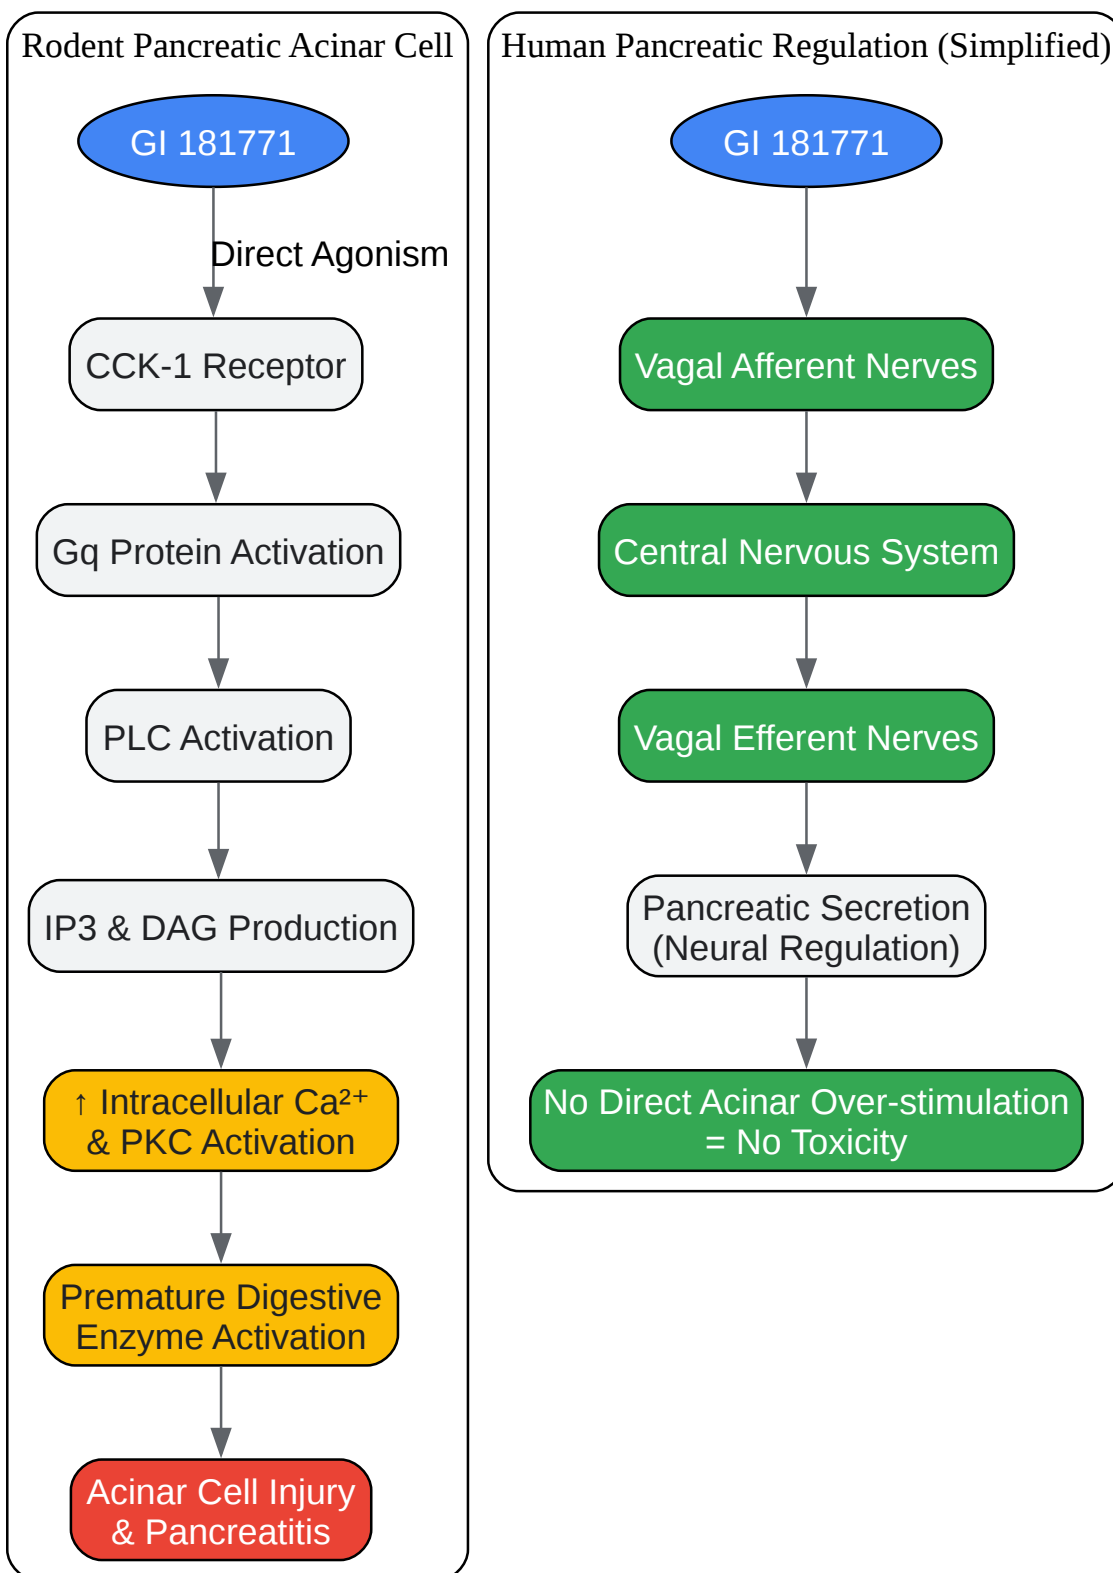 Rodent Pancreatic Acinar Cell
GI 181771
Direct Agonism
CCK-1 Receptor
Gq Protein Activation
PLC Activation
IP3 & DAG Production
↑ Intracellular Ca²⁺
& PKC Activation
Premature Digestive
Enzyme Activation
Acinar Cell Injury
& Pancreatitis
Human Pancreatic Regulation (Simplified)
GI 181771
Vagal Afferent Nerves
Central Nervous System
Vagal Efferent Nerves
Pancreatic Secretion
(Neural Regulation)
No Direct Acinar Over-stimulation
= No Toxicity